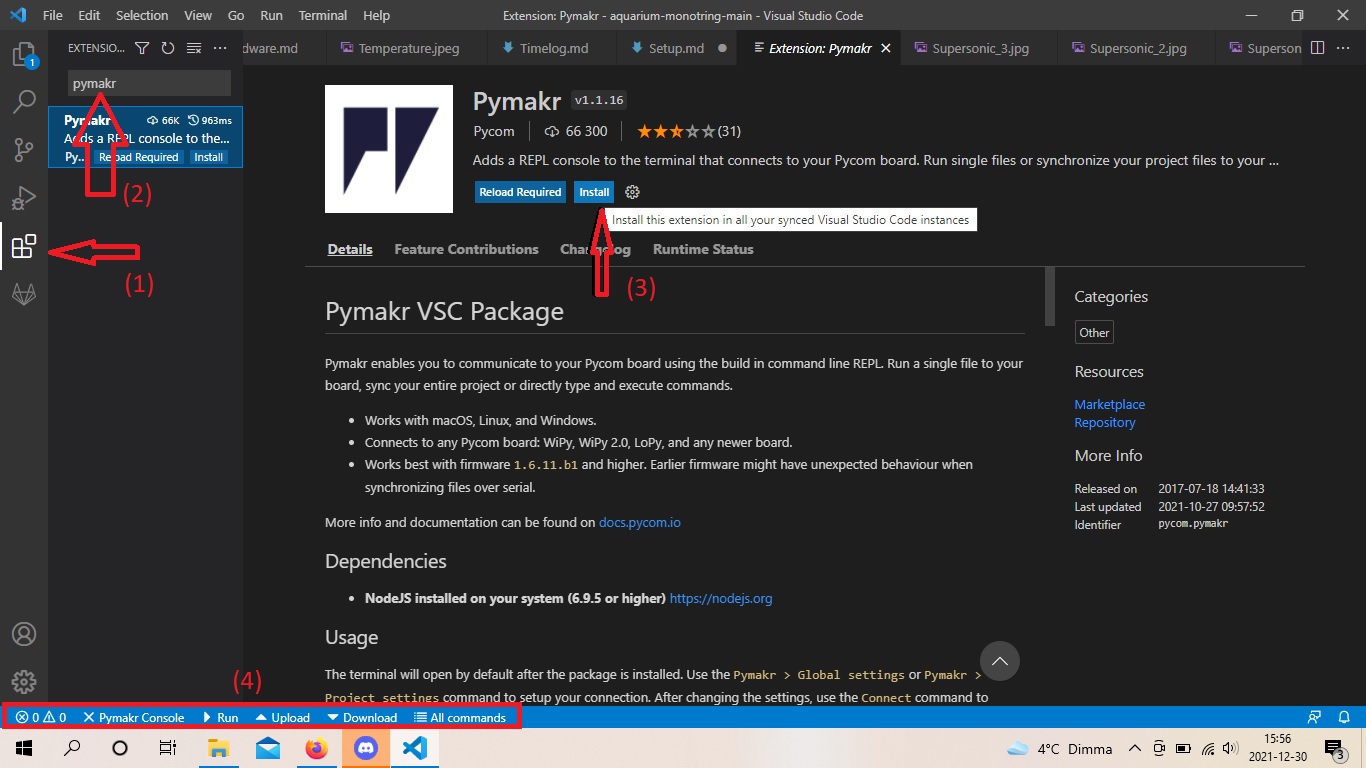 File Edit Selection View Go Run Terminal Help Extension: Pymakr - aquarium-monotring-main - Visual Studio Code
EXTENSIO... dware.md Temperature.jpeg Timelog.md Setup.md Extension: Pymakr Supersonic_3.jpg Supersonic_2.jpg Superson
1
pymakr
Pymakr 66K 963ms
Adds a REPL console to the...
Py... Reload Required Install
(2)
(1)
Pymakr v1.1.16
Pycom 66 300 (31)
Adds a REPL console to the terminal that connects to your Pycom board. Run single files or synchronize your project files to your ...
Reload Required Install
Install this extension in all your synced Visual Studio Code instances
Details Feature Contributions Changelog Runtime Status
(3)
Pymakr VSC Package
Pymakr enables you to communicate to your Pycom board using the build in command line REPL. Run a single file to your
board, sync your entire project or directly type and execute commands.
• Works with macOS, Linux, and Windows.
• Connects to any Pycom board: WiPy, WiPy 2.0, LoPy, and any newer board.
• Works best with firmware 1.6.11.b1 and higher. Earlier firmware might have unexpected behaviour when
synchronizing files over serial.
More info and documentation can be found on docs.pycom.io
Dependencies
• NodeJS installed on your system (6.9.5 or higher) https://nodejs.org
Usage
The terminal will open by default after the package is installed. Use the Pymakr > Global settings or Pymakr >
Project settings command to setup your connection. After changing the settings, use the Connect command to
Categories
Other
Resources
Marketplace
Repository
More Info
Released on 2017-07-18 14:41:33
Last updated 2021-10-27 09:57:52
Identifier pycom.pymakr
(4)
0 0 Pymakr Console Run Upload Download All commands
4°C Dimma 15:56
2021-12-30
3